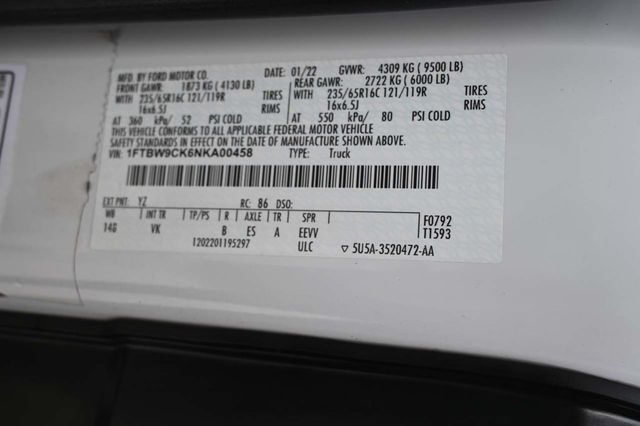 MFD BY FORD MOTOR CO. DATE: 01/22 GVWR: 4309 KG ( 9500 LB)
FRONT GAWR: 1873 KG ( 4130 LB) REAR GAWR: 2722 KG ( 6000 LB)
WITH 235/65R16C 121/119R TIRES WITH 235/65R16C 121/119R TIRES
16x6.5J RIMS 16x6.5J RIMS
AT 360 kPa/ 52 PSI COLD AT 550 kPa/ 80 PSI COLD
THIS VEHICLE CONFORMS TO ALL APPLICABLE FEDERAL MOTOR VEHICLE
SAFETY STANDARDS IN EFFECT ON THE DATE OF MANUFACTURE SHOWN ABOVE.
VIN: 1FTBW9CK6NKA00458 TYPE: Truck
EXT PNT: YZ RC: 86 DSO:
WB INT TR TP/PS R AXLE TR SPR F0792
148 VK B ES A EEVV T1593
1202201195297 ULC ▽ 5U5A-3520472-AA